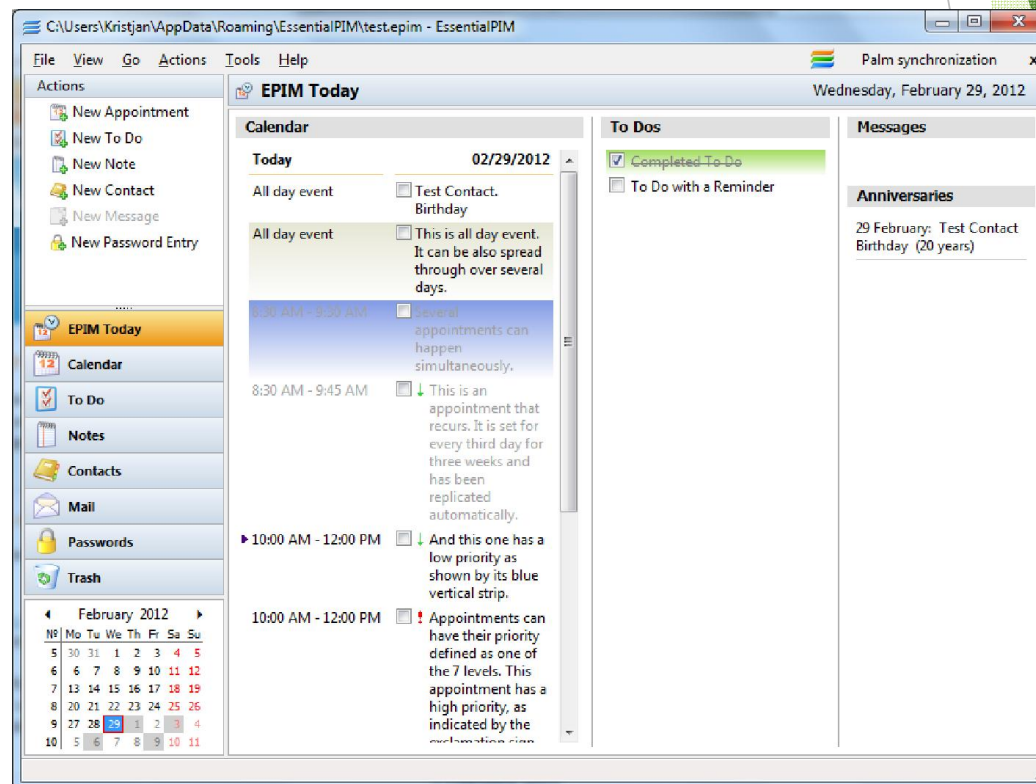 C:\Users\Kristjan\AppData\Roaming\EssentialPIM\test.epim - EssentialPIM
File View Go Actions Tools Help
Palm synchronization x
Actions
New Appointment
New To Do
New Note
New Contact
New Message
New Password Entry
EPIM Today
Calendar
To Do
Notes
Contacts
Mail
Passwords
Trash
February 2012
Nº Mo Tu We Th Fr Sa Su
5 30 31 1 2 3 4 5
6 6 7 8 9 10 11 12
7 13 14 15 16 17 18 19
8 20 21 22 23 24 25 26
9 27 28 29 1 2 3 4
10 5 6 7 8 9 10 11
EPIM Today
Wednesday, February 29, 2012
Calendar
Today 02/29/2012
All day event Test Contact.
Birthday
All day event This is all day event.
It can be also spread
through over several
days.
8:30 AM - 9:30 AM Several
appointments can
happen
simultaneously.
8:30 AM - 9:45 AM This is an
appointment that
recurs. It is set for
every third day for
three weeks and
has been
replicated
automatically.
10:00 AM - 12:00 PM And this one has a
low priority as
shown by its blue
vertical strip.
10:00 AM - 12:00 PM Appointments can
have their priority
defined as one of
the 7 levels. This
appointment has a
high priority, as
indicated by the
exclamation sign
To Dos
Completed To Do
To Do with a Reminder
Messages
Anniversaries
29 February: Test Contact
Birthday (20 years)